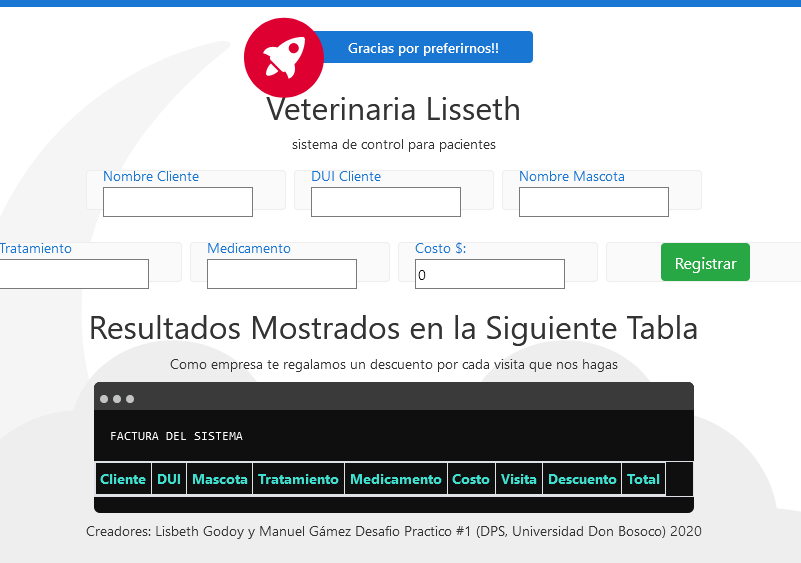 Gracias por preferirnos!!
Veterinaria Lisseth
sistema de control para pacientes
Nombre Cliente DUI Cliente Nombre Mascota
Tratamiento Medicamento Costo $:
0 Registrar
Resultados Mostrados en la Siguiente Tabla
Como empresa te regalamos un descuento por cada visita que nos hagas
FACTURA DEL SISTEMA
Cliente DUI Mascota Tratamiento Medicamento Costo Visita Descuento Total
Creadores: Lisbeth Godoy y Manuel Gámez Desafio Practico #1 (DPS, Universidad Don Bosoco) 2020